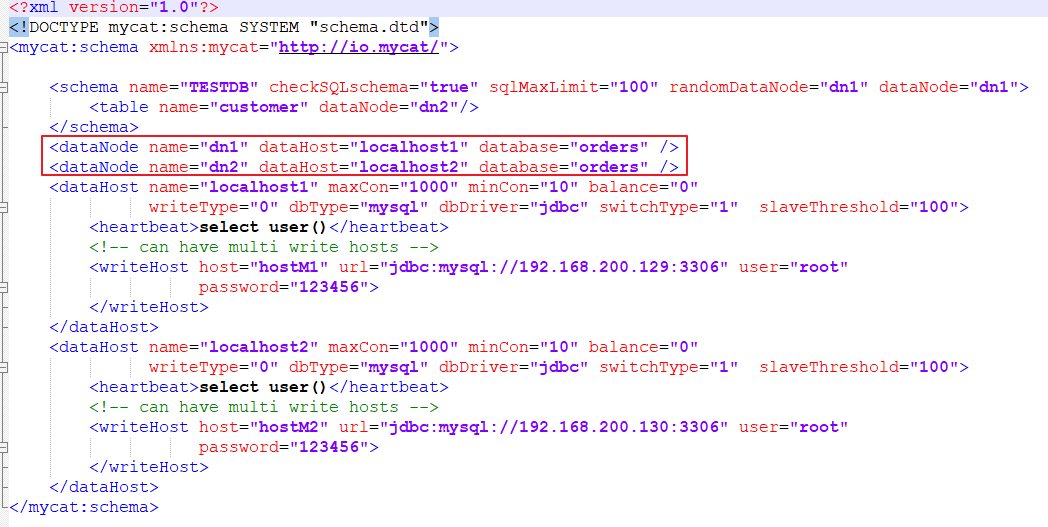 <?xml version="1.0"?>
<!DOCTYPE mycat:schema SYSTEM "schema.dtd">
<mycat:schema xmlns:mycat="http://io.mycat/">
<schema name="TESTDB" checkSQLschema="true" sqlMaxLimit="100" randomDataNode="dn1" dataNode="dn1">
<table name="customer" dataNode="dn2"/>
</schema>
<dataNode name="dn1" dataHost="localhost1" database="orders" />
<dataNode name="dn2" dataHost="localhost2" database="orders" />
<dataHost name="localhost1" maxCon="1000" minCon="10" balance="0"
writeType="0" dbType="mysql" dbDriver="jdbc" switchType="1"  slaveThreshold="100">
<heartbeat>select user()</heartbeat>
<!-- can have multi write hosts -->
<writeHost host="hostM1" url="jdbc:mysql://192.168.200.129:3306" user="root"
password="123456">
</writeHost>
</dataHost>
<dataHost name="localhost2" maxCon="1000" minCon="10" balance="0"
writeType="0" dbType="mysql" dbDriver="jdbc" switchType="1"  slaveThreshold="100">
<heartbeat>select user()</heartbeat>
<!-- can have multi write hosts -->
<writeHost host="hostM2" url="jdbc:mysql://192.168.200.130:3306" user="root"
password="123456">
</writeHost>
</dataHost>
</mycat:schema>